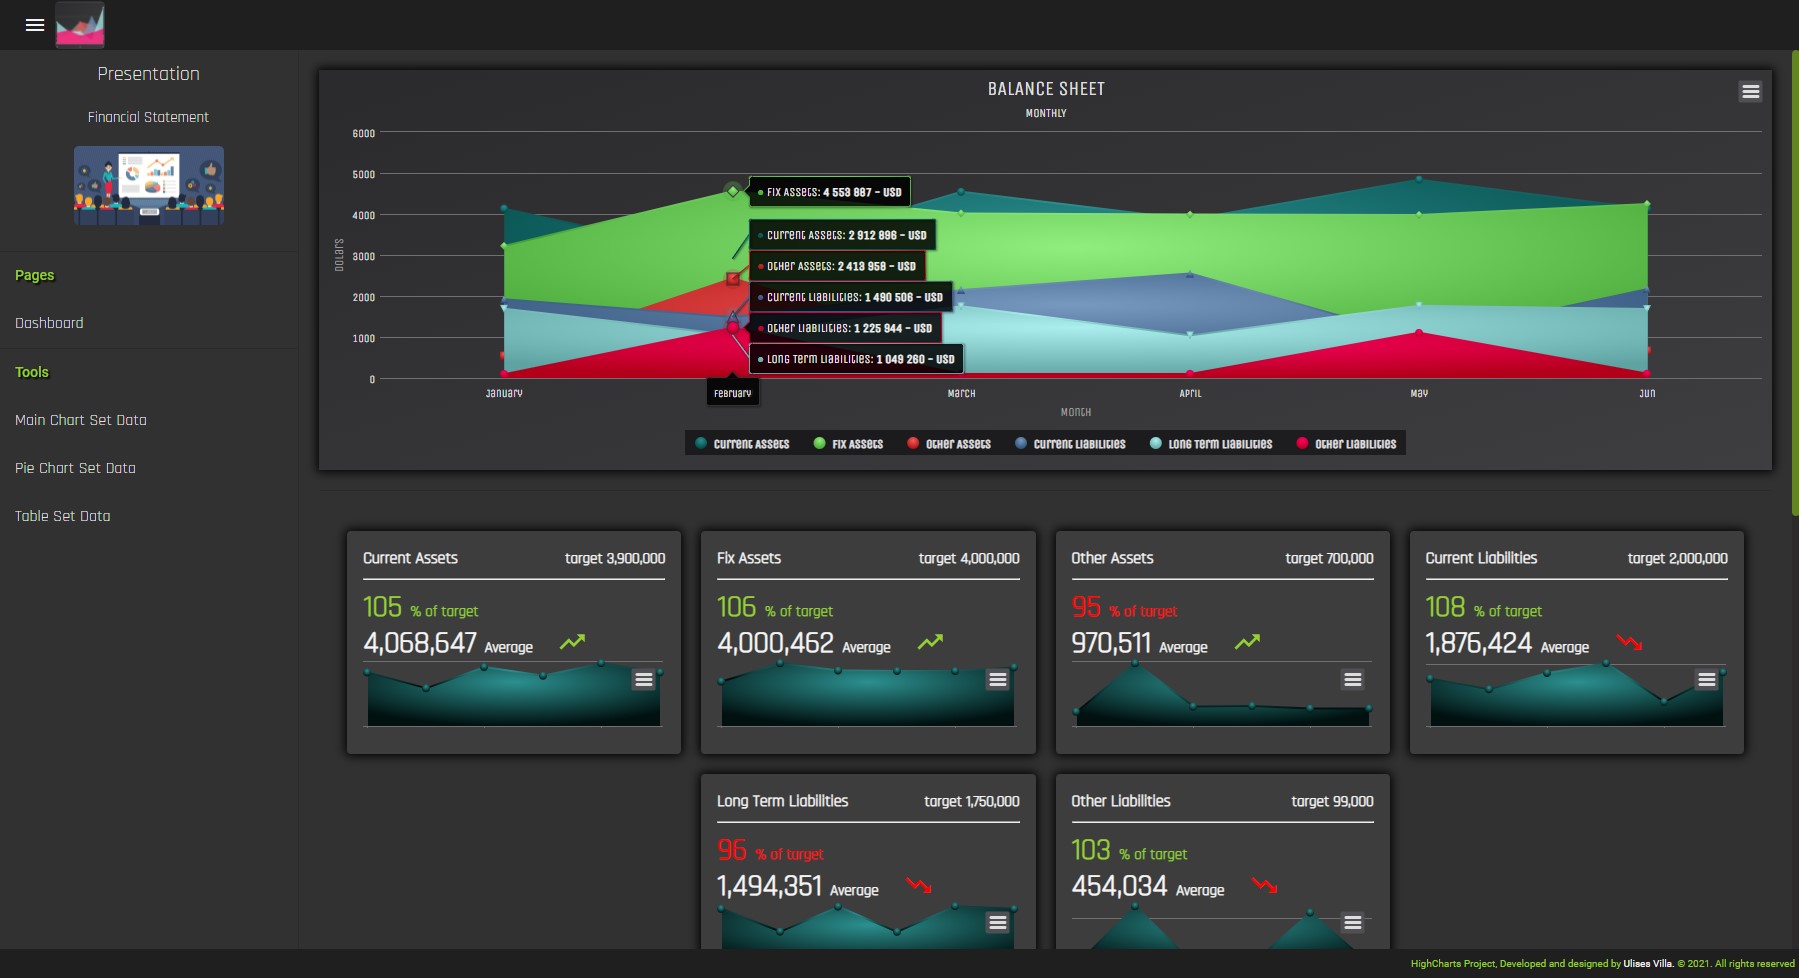 Presentation
Financial Statement
Pages
Dashboard
Tools
Main Chart Set Data
Pie Chart Set Data
Table Set Data
BALANCE SHEET
MONTHLY
6000
5000
4000
3000
2000
1000
0
Dolars
Fix Assets: 4 553 887 - USD
Current Assets: 2 912 896 - USD
Other Assets: 2 413 958 - USD
Current Liabilities: 1 490 506 - USD
Other Liabilities: 1 225 944 - USD
Long Term Liabilities: 1 049 260 - USD
January February March April May Jun
Month
Current Assets Fix Assets Other Assets Current Liabilities Long Term Liabilities Other Liabilities
Current Assets target 3,900,000
105 % of target
4,068,647 Average
Fix Assets target 4,000,000
106 % of target
4,000,462 Average
Other Assets target 700,000
95 % of target
970,511 Average
Current Liabilities target 2,000,000
108 % of target
1,876,424 Average
Long Term Liabilities target 1,750,000
96 % of target
1,494,351 Average
Other Liabilities target 99,000
103 % of target
454,034 Average
HighCharts Project, Developed and designed by Ulises Villa. © 2021. All rights reserved